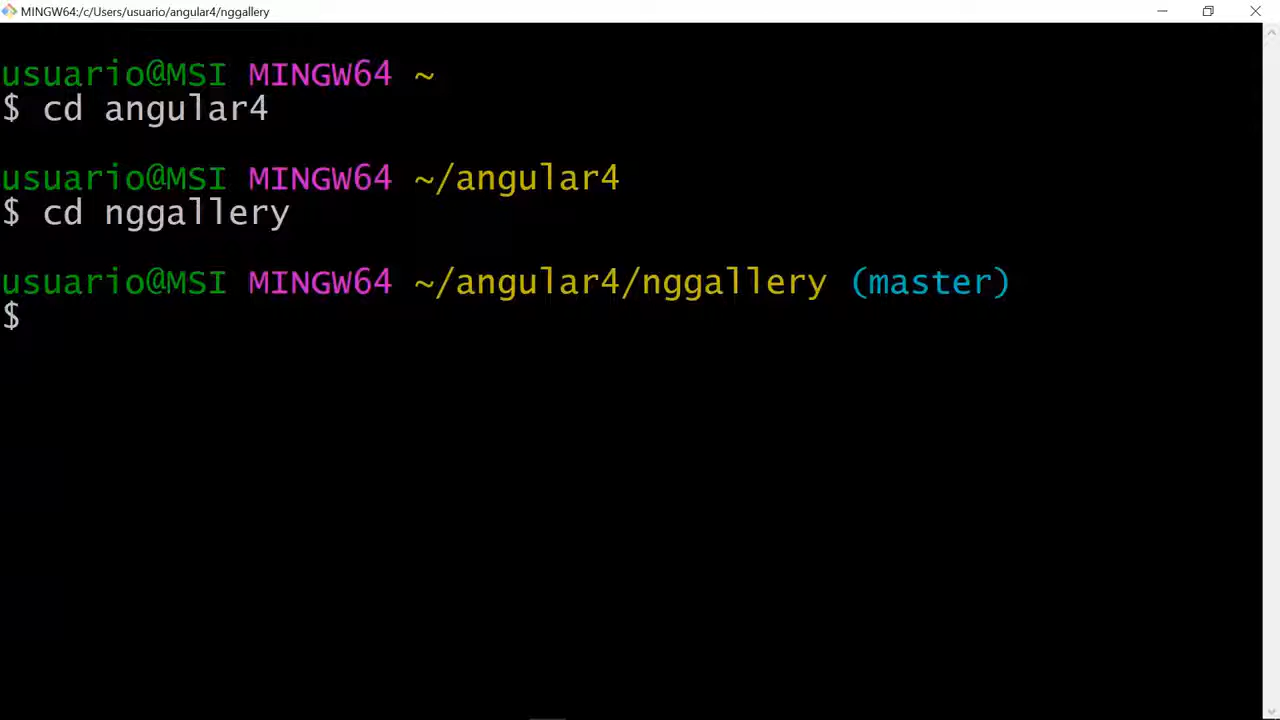 MINGW64:/c/Users/usuario/angular4/nggallery
usuario@MSI MINGW64 ~
$ cd angular4
usuario@MSI MINGW64 ~/angular4
$ cd nggallery
usuario@MSI MINGW64 ~/angular4/nggallery (master)
$